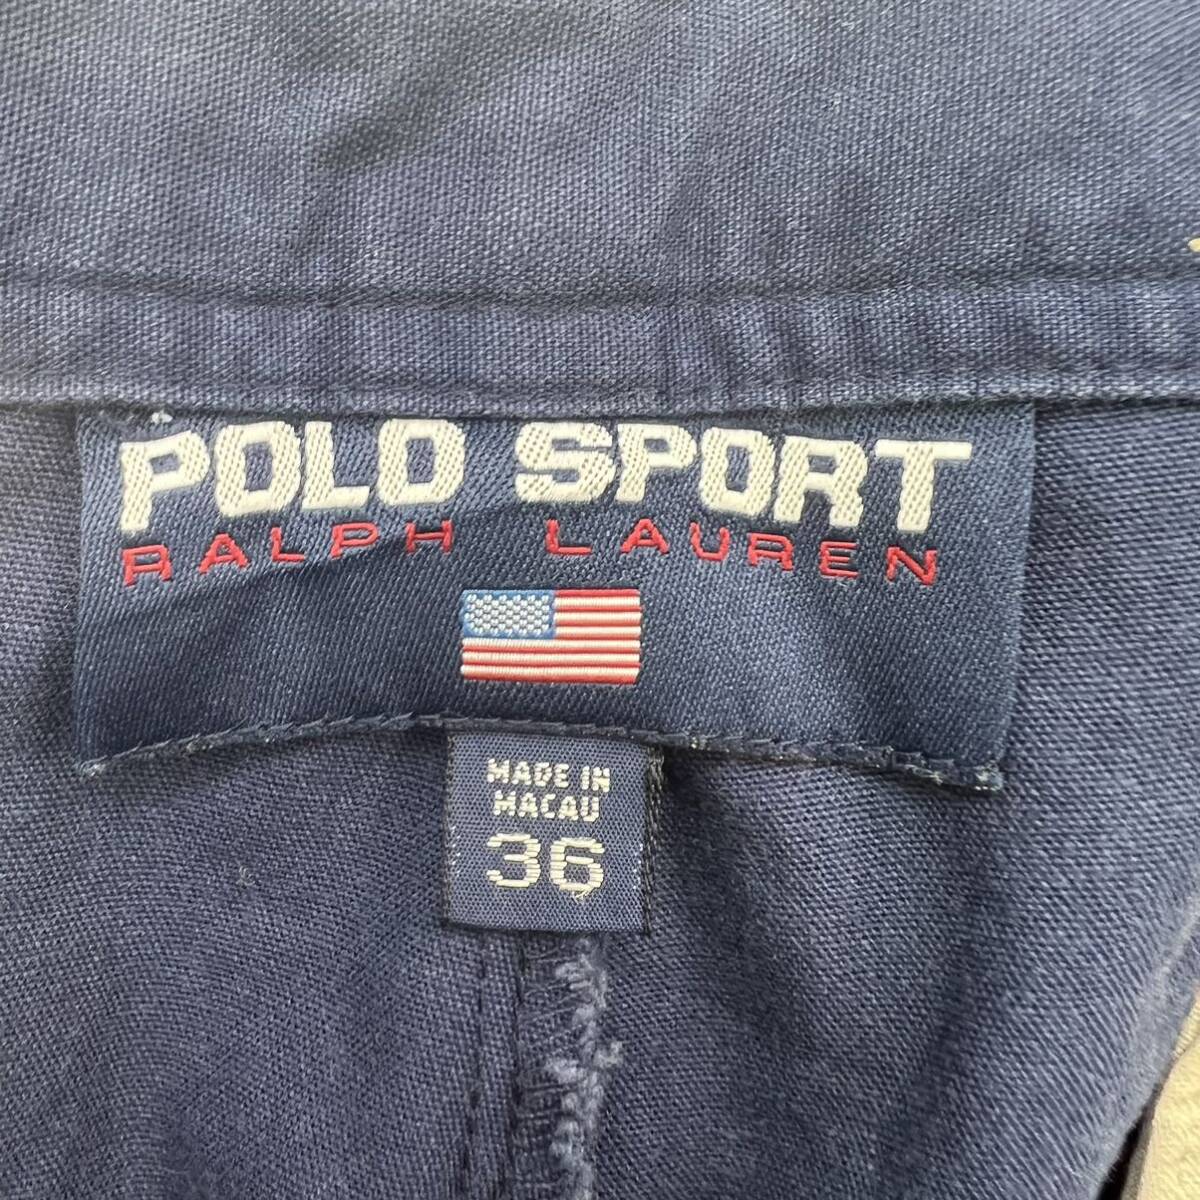 POLO SPORT
RALPH LAUREN
MADE IN
MACAU
36